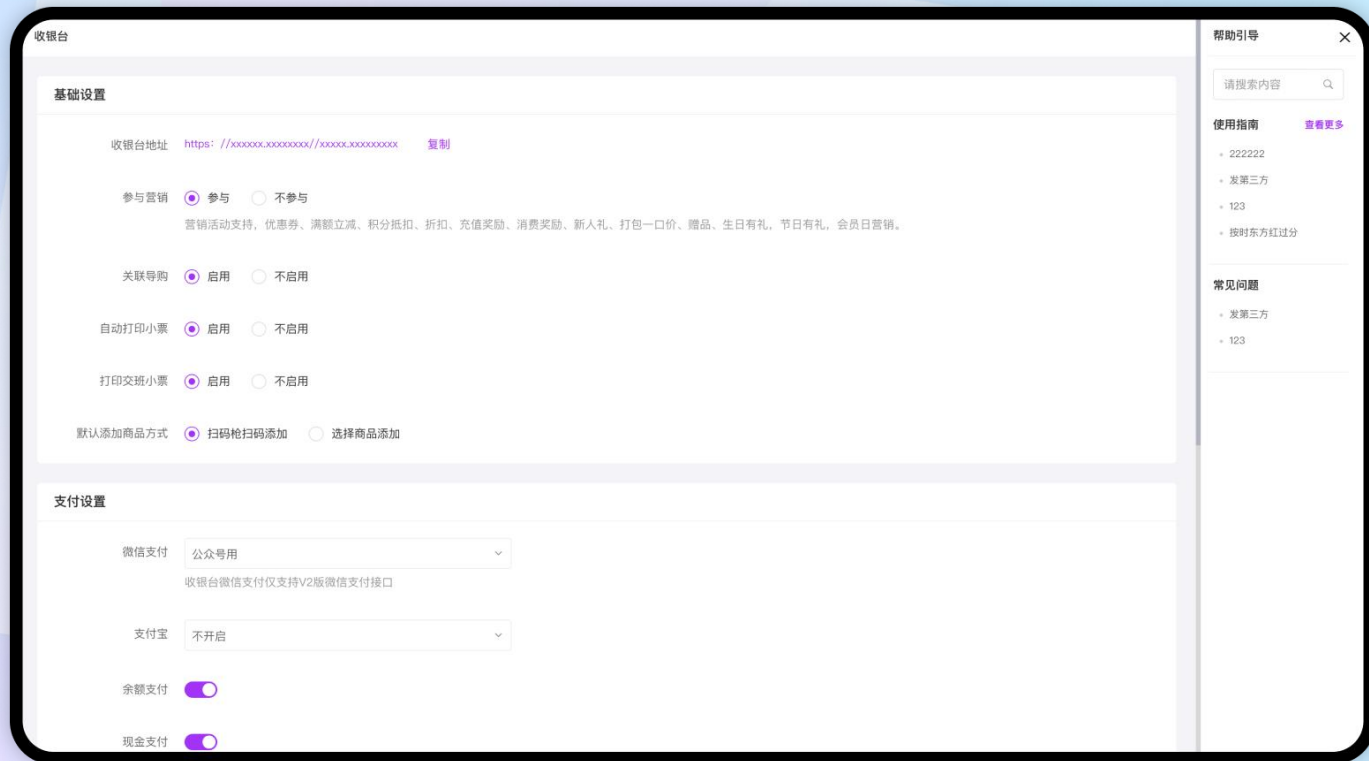 收银台
基础设置
收银台地址 https: //xxxxxx.xxxxxxxx//xxxxx.xxxxxxxxx 复制
参与营销 参与 不参与
营销活动支持，优惠券、满额立减、积分抵扣、折扣、充值奖励、消费奖励、新人礼、打包一口价、赠品、生日有礼，节日有礼，会员日营销。
关联导购 启用 不启用
自动打印小票 启用 不启用
打印交班小票 启用 不启用
默认添加商品方式 扫码枪扫码添加 选择商品添加
支付设置
微信支付 公众号用
收银台微信支付仅支持V2版微信支付接口
支付宝 不开启
余额支付
现金支付
帮助引导
请搜索内容
使用指南 查看更多
222222
发第三方
123
按时东方红过分
常见问题
发第三方
123